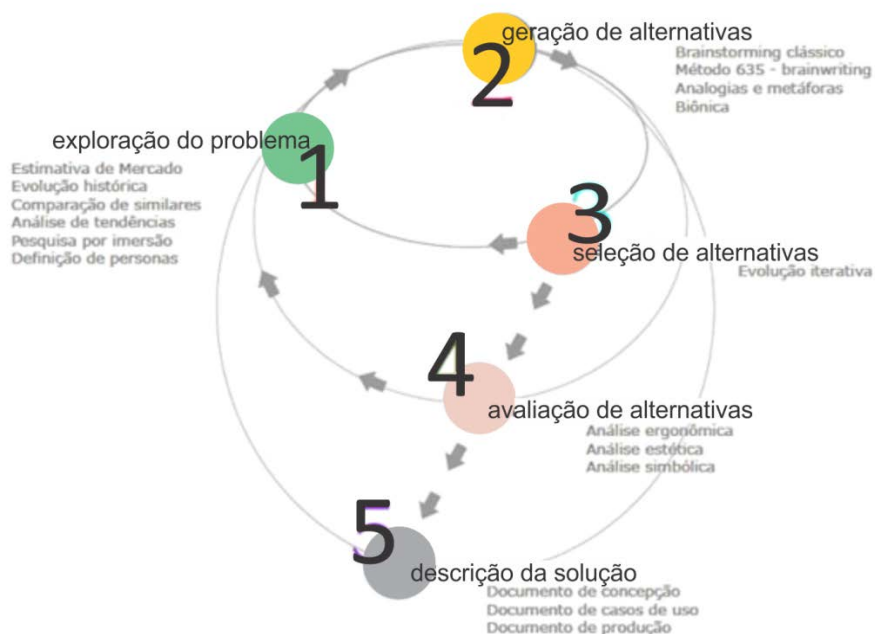 2
geração de alternativas
Brainstorming clássico
Método 635 - brainwriting
Analogias e metáforas
Biônica
1
exploração do problema
Estimativa de Mercado
Evolução histórica
Comparação de similares
Análise de tendências
Pesquisa por imersão
Definição de personas
3
seleção de alternativas
Evolução iterativa
4
avaliação de alternativas
Análise ergonômica
Análise estética
Análise simbólica
5
descrição da solução
Documento de concepção
Documento de casos de uso
Documento de produção